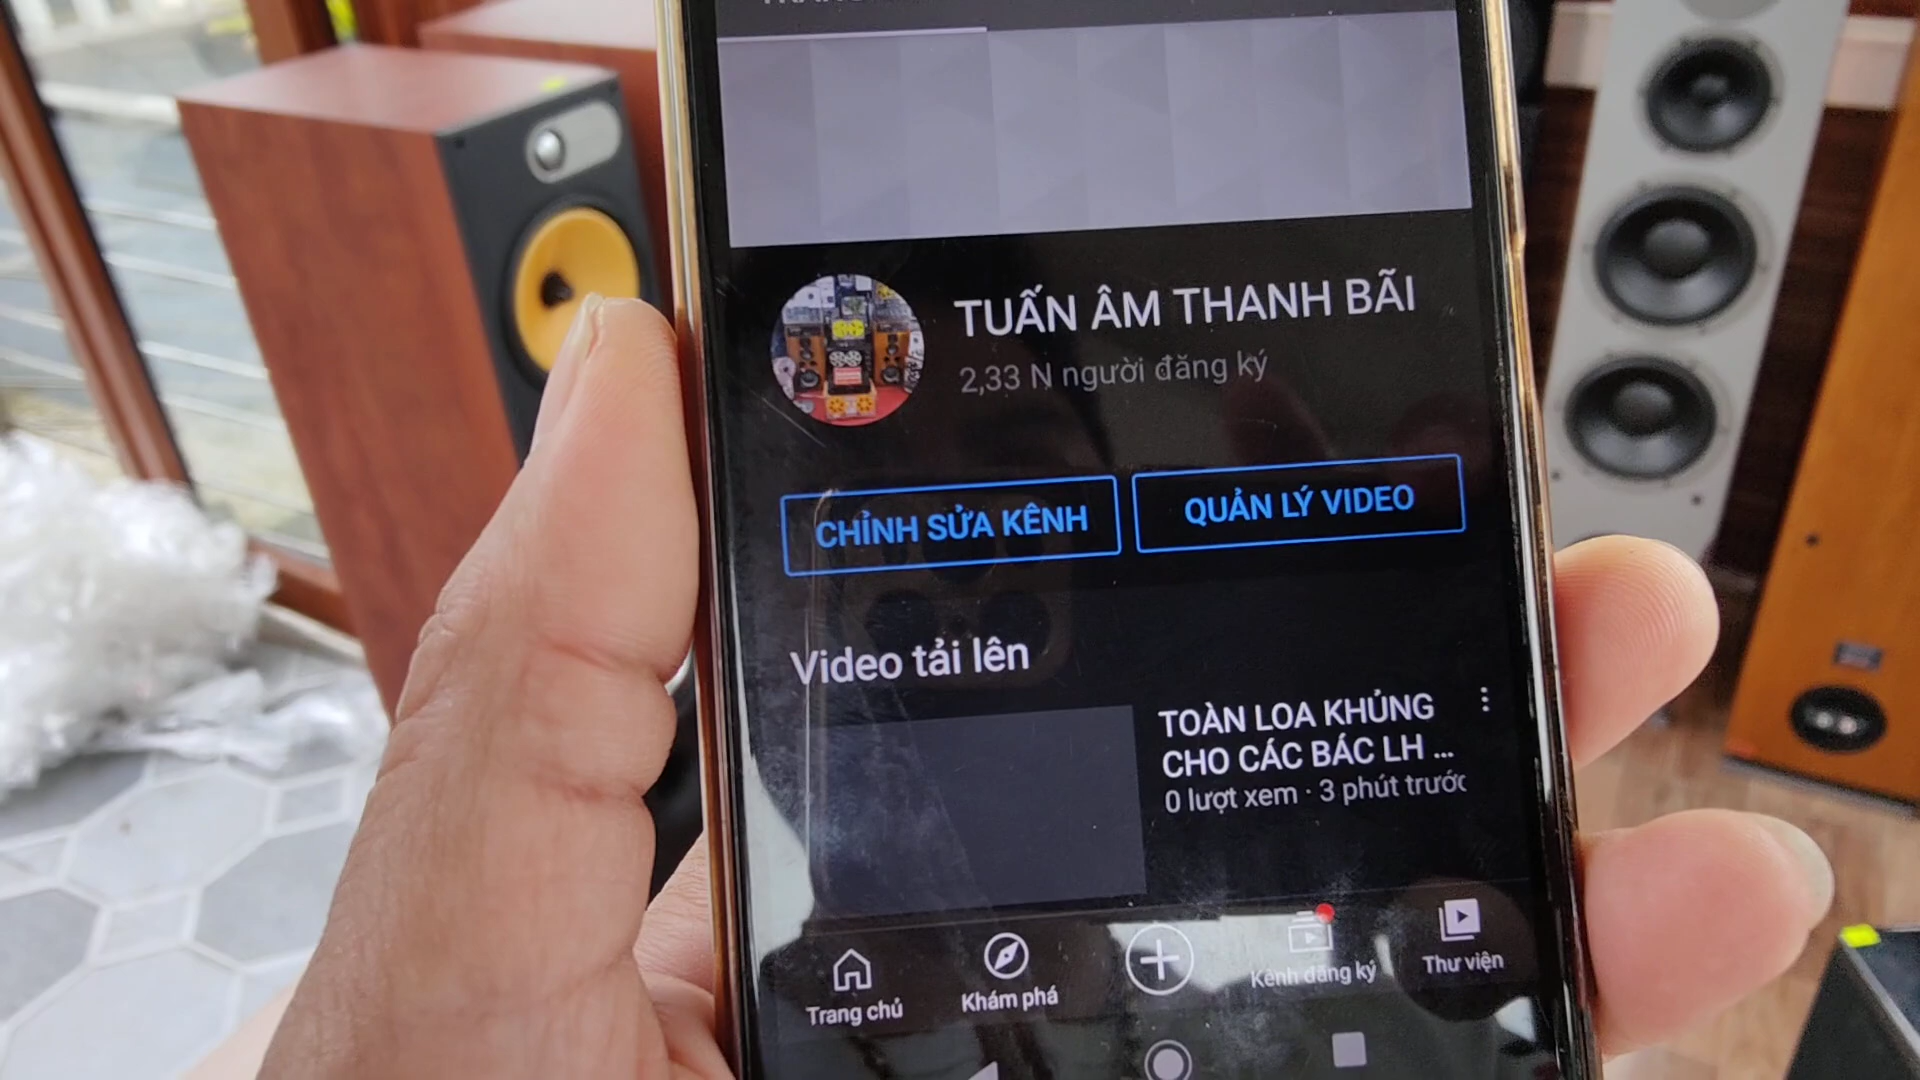 TUẤN ÂM THANH BÃI
2,33 N người đăng ký
CHỈNH SỬA KÊNH
QUẢN LÝ VIDEO
Video tải lên
TOÀN LOA KHỦNG
CHO CÁC BÁC LH ...
0 lượt xem · 3 phút trước
Trang chủ
Khám phá
Kênh đăng ký
Thư viện